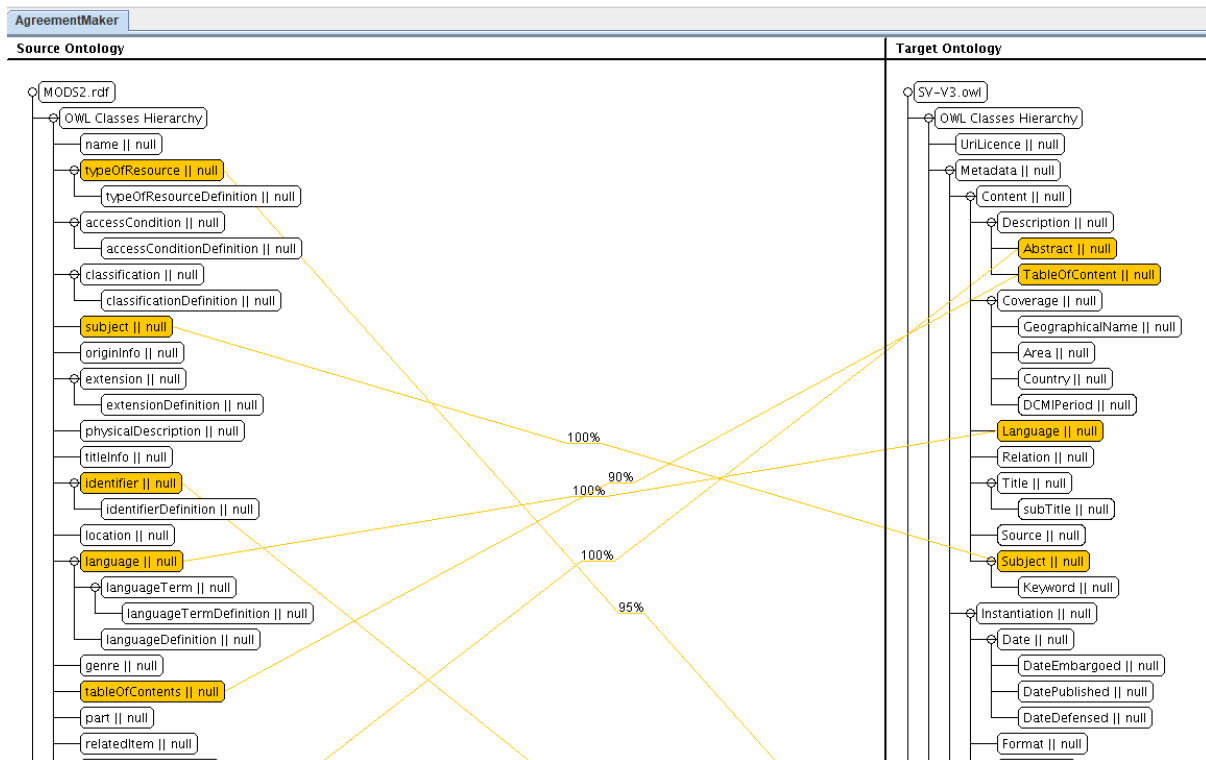 AgreementMaker
Source Ontology
MODS2.rdf
OWL Classes Hierarchy
name || null
typeOfResource || null
typeOfResourceDefinition || null
accessCondition || null
accessConditionDefinition || null
classification || null
classificationDefinition || null
subject || null
originInfo || null
extension || null
extensionDefinition || null
physicalDescription || null
titleInfo || null
identifier || null
identifierDefinition || null
location || null
language || null
languageTerm || null
languageTermDefinition || null
languageDefinition || null
genre || null
tableOfContents || null
part || null
relatedItem || null
100%
90%
100%
100%
95%
Target Ontology
SV-V3.owl
OWL Classes Hierarchy
UriLicence || null
Metadata || null
Content || null
Description || null
Abstract || null
TableOfContent || null
Coverage || null
GeographicalName || null
Area || null
Country || null
DCMIPeriod || null
Language || null
Relation || null
Title || null
subTitle || null
Source || null
Subject || null
Keyword || null
Instantiation || null
Date || null
DateEmbargoed || null
DatePublished || null
DateDefensed || null
Format || null